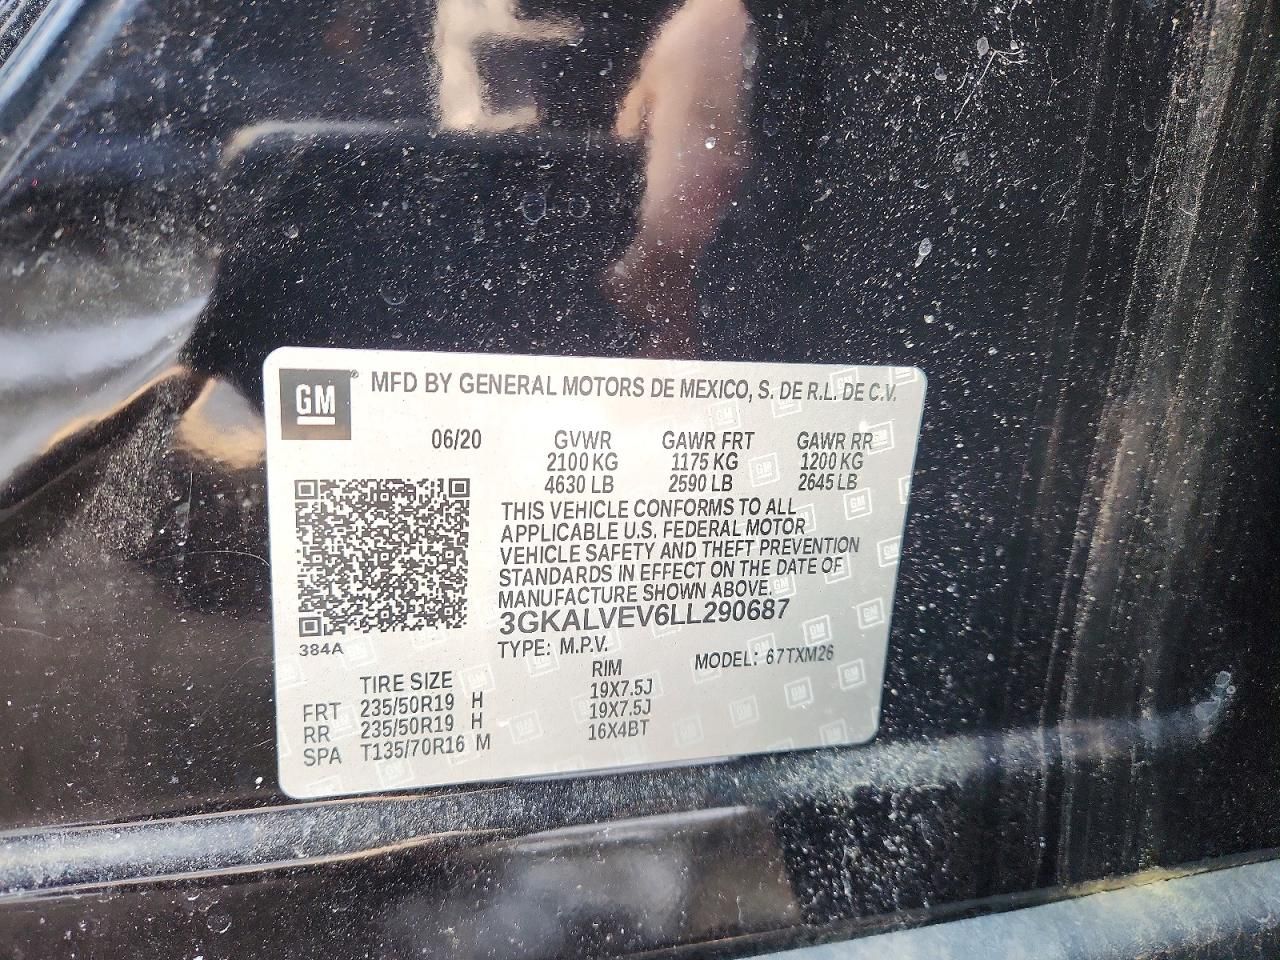 GM® MFD BY GENERAL MOTORS DE MEXICO, S. DE R.L. DE C.V.
06/20 GVWR GAWR FRT GAWR RR
2100 KG 1175 KG 1200 KG
4630 LB 2590 LB 2645 LB
THIS VEHICLE CONFORMS TO ALL
APPLICABLE U.S. FEDERAL MOTOR
VEHICLE SAFETY AND THEFT PREVENTION
STANDARDS IN EFFECT ON THE DATE OF
MANUFACTURE SHOWN ABOVE.
3GKALVEV6LL290687
384A
TYPE: M.P.V. MODEL: 67TXM26
TIRE SIZE RIM
FRT 235/50R19 H 19X7.5J
RR 235/50R19 H 19X7.5J
SPA T135/70R16 M 16X4BT